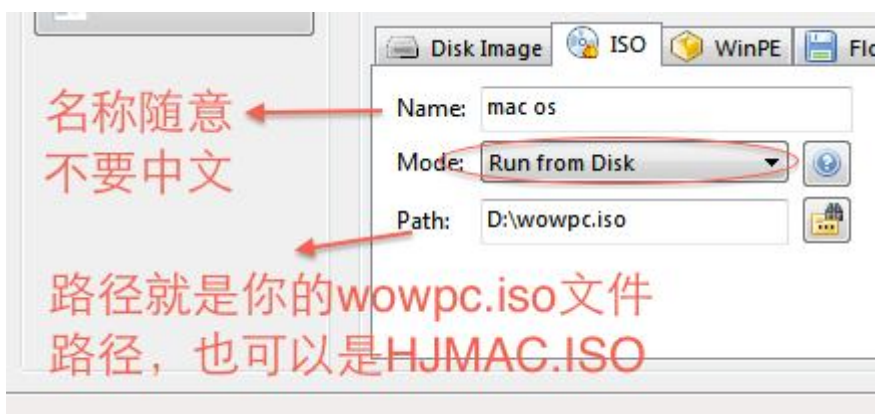 Disk Image
ISO
WinPE
Flo
名称随意
不要中文
Name:
mac os
Mode:
Run from Disk
Path:
D:\wowpc.iso
路径就是你的wowpc.iso文件
路径，也可以是HJMAC.ISO